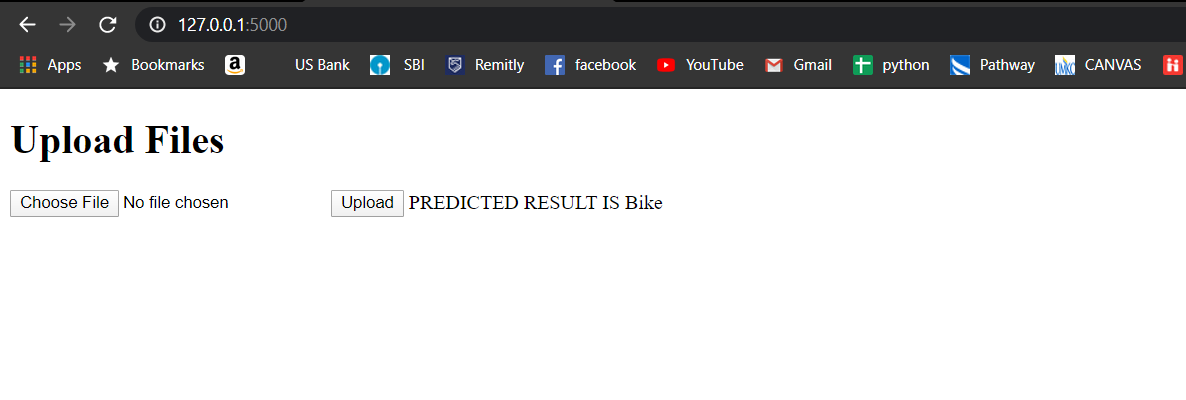 127.0.0.1:5000
Apps Bookmarks a US Bank SBI Remitly f facebook YouTube M Gmail python Pathway UMKC CANVAS
Upload Files
Choose File No file chosen Upload PREDICTED RESULT IS Bike